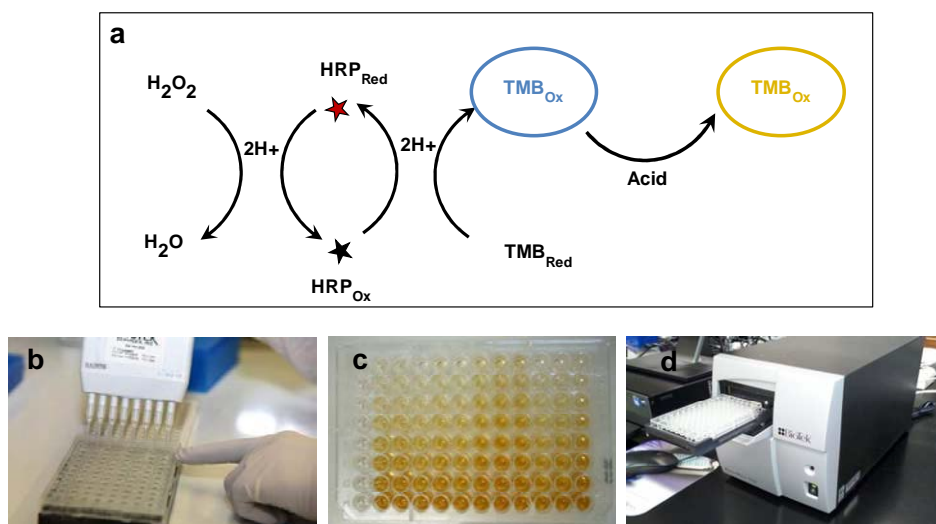 a
H2O2
HRPRed
TMBOx
TMBOx
2H+
2H+
Acid
H2O
TMBRed
HRPOx
b
c
d
BioTek